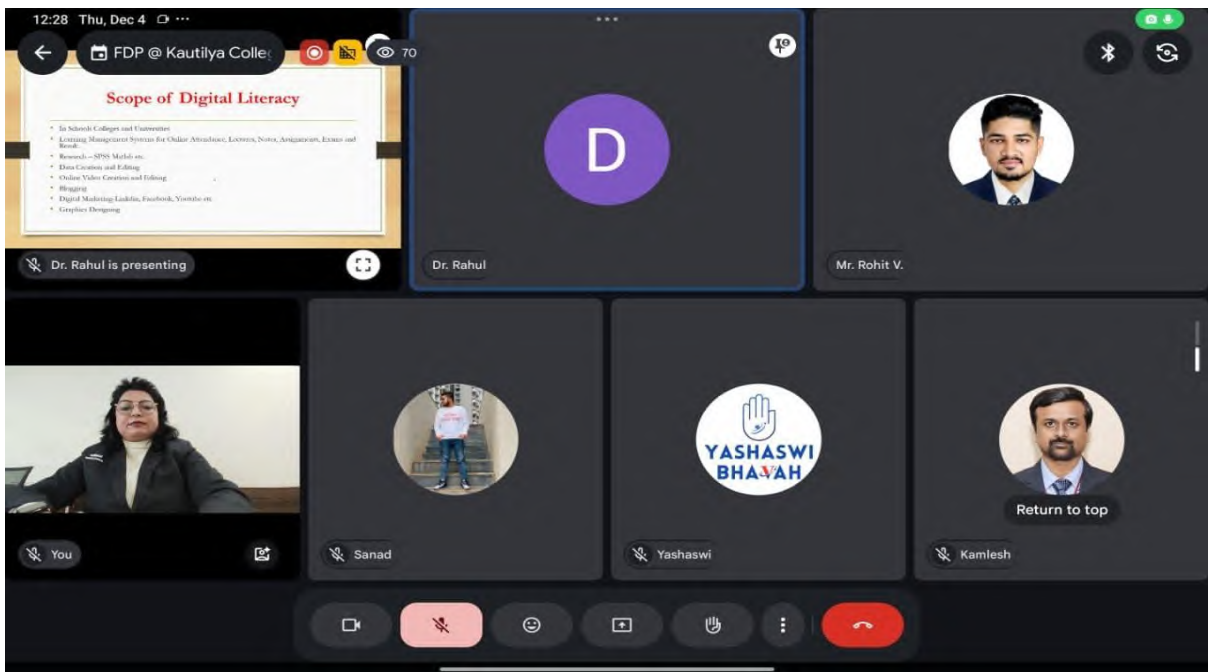 12:28 Thu, Dec 4
FDP @ Kautilya Colle
70
Scope of Digital Literacy
In Schools Colleges and Universities
Learning Management Systems for Online Attendance, Lectures, Notes, Assignments, Exams and
Result
Research – SPSS Matlab etc.
Data Creation and Editing
Online Video Creation and Editing
Blogging
Digital Marketing-Linkdin, Facebook, Youtube etc
Graphics Designing
Dr. Rahul is presenting
D
Dr. Rahul
Mr. Rohit V.
You
Sanad
YASHASWI
BHAVAH
Yashaswi
Return to top
Kamlesh